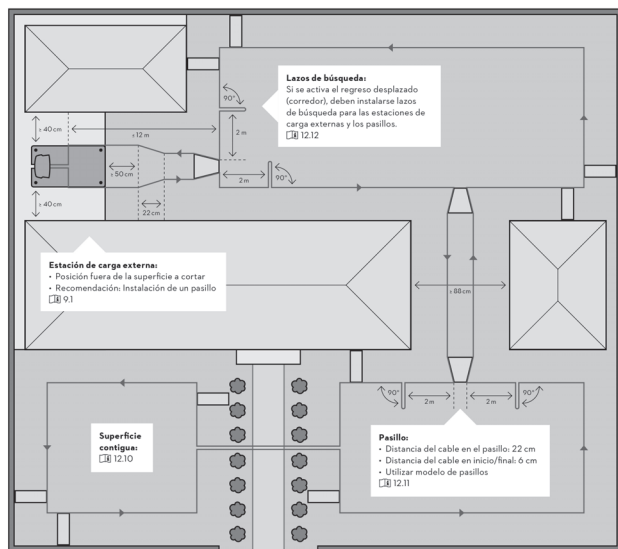 Lazos de búsqueda:
Si se activa el regreso desplazado
(corredor), deben instalarse lazos
de búsqueda para las estaciones de
carga externas y los pasillos.
12.12
90°
2 m
≥ 40 cm
≤ 12 m
≥ 50 cm
22 cm
2 m
90°
≥ 40 cm
Estación de carga externa:
• Posición fuera de la superficie a cortar
• Recomendación: Instalación de un pasillo
9.1
≥ 88 cm
90°
2 m
2 m
90°
Superficie
contigua:
12.10
Pasillo:
• Distancia del cable en el pasillo: 22 cm
• Distancia del cable en inicio/final: 6 cm
• Utilizar modelo de pasillos
12.11